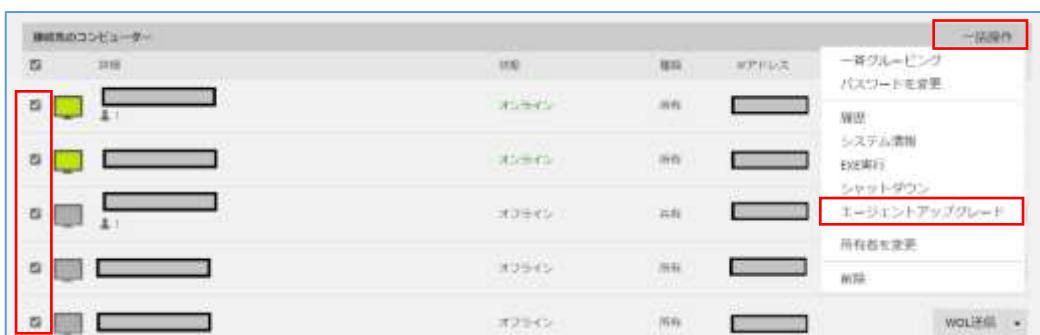 接続先のコンピューター 一括操作
詳細 状態 種類 IPアドレス
一斉グルーピング
パスワードを変更
オンライン 所有
1
履歴
システム情報
オンライン 所有
EXE実行
シャットダウン
オフライン 共有
エージェントアップグレード
1
所有者を変更
オフライン 所有
削除
オフライン 所有
WOL送信